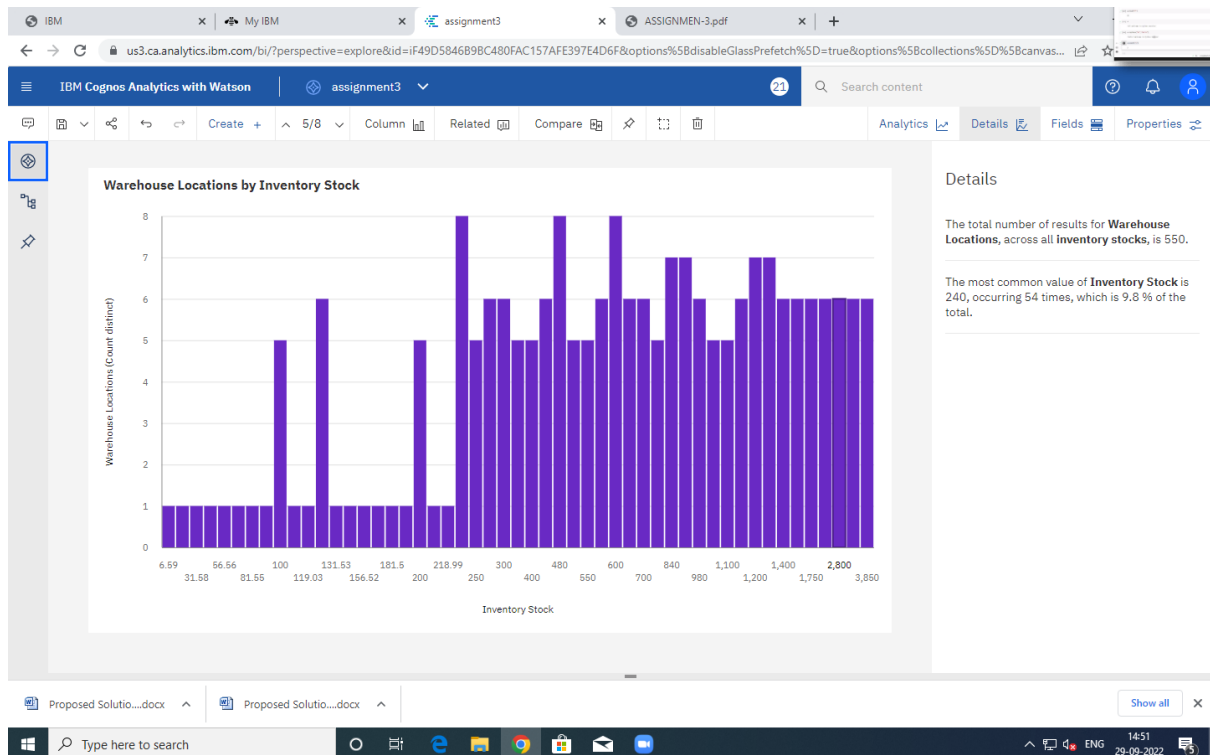 IBM
My IBM
assignment3
ASSIGNMEN-3.pdf
us3.ca.analytics.ibm.com/bi/?perspective=explore&id=iF49D5846B9BC480FAC157AFE397E4D6F&options%5BdisableGlassPrefetch%5D=true&options%5Bcollections%5D%5Bcanvas...
IBM Cognos Analytics with Watson
assignment3
21
Search content
Create +
5/8
Column
Related
Compare
Analytics
Details
Fields
Properties
Warehouse Locations by Inventory Stock
Warehouse Locations (Count distinct)
8
7
6
5
4
3
2
1
0
6.59 56.56 100 131.53 181.5 218.99 300 480 600 840 1,100 1,400 2,800
31.58 81.55 119.03 156.52 200 250 400 550 700 980 1,200 1,750 3,850
Inventory Stock
Details
The total number of results for Warehouse
Locations, across all inventory stocks, is 550.
The most common value of Inventory Stock is
240, occurring 54 times, which is 9.8 % of the
total.
Proposed Solutio....docx
Proposed Solutio....docx
Show all
Type here to search
ENG
14:51
29-09-2022
5